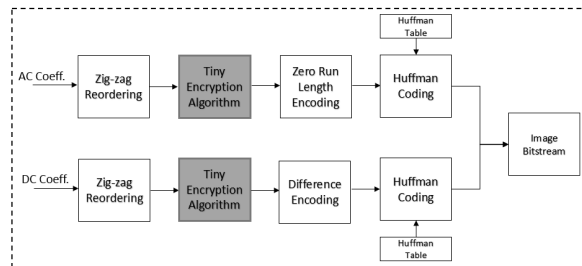 Huffman
Table
AC Coeff.
Zig-zag
Reordering
Tiny
Encryption
Algorithm
Zero Run
Length
Encoding
Huffman
Coding
Image
Bitstream
DC Coeff.
Zig-zag
Reordering
Tiny
Encryption
Algorithm
Difference
Encoding
Huffman
Coding
Huffman
Table